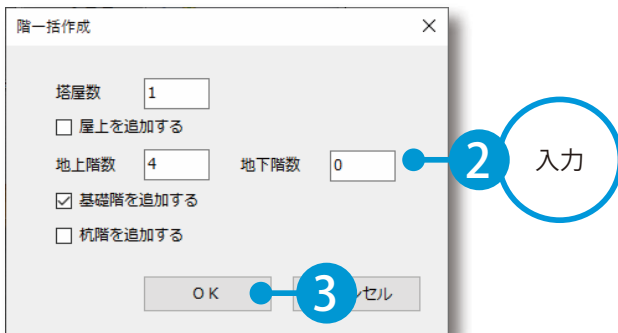 階一括作成
塔屋数 1
屋上を追加する
地上階数 4 地下階数 0 2 入力
基礎階を追加する
杭階を追加する
OK 3 ンセル